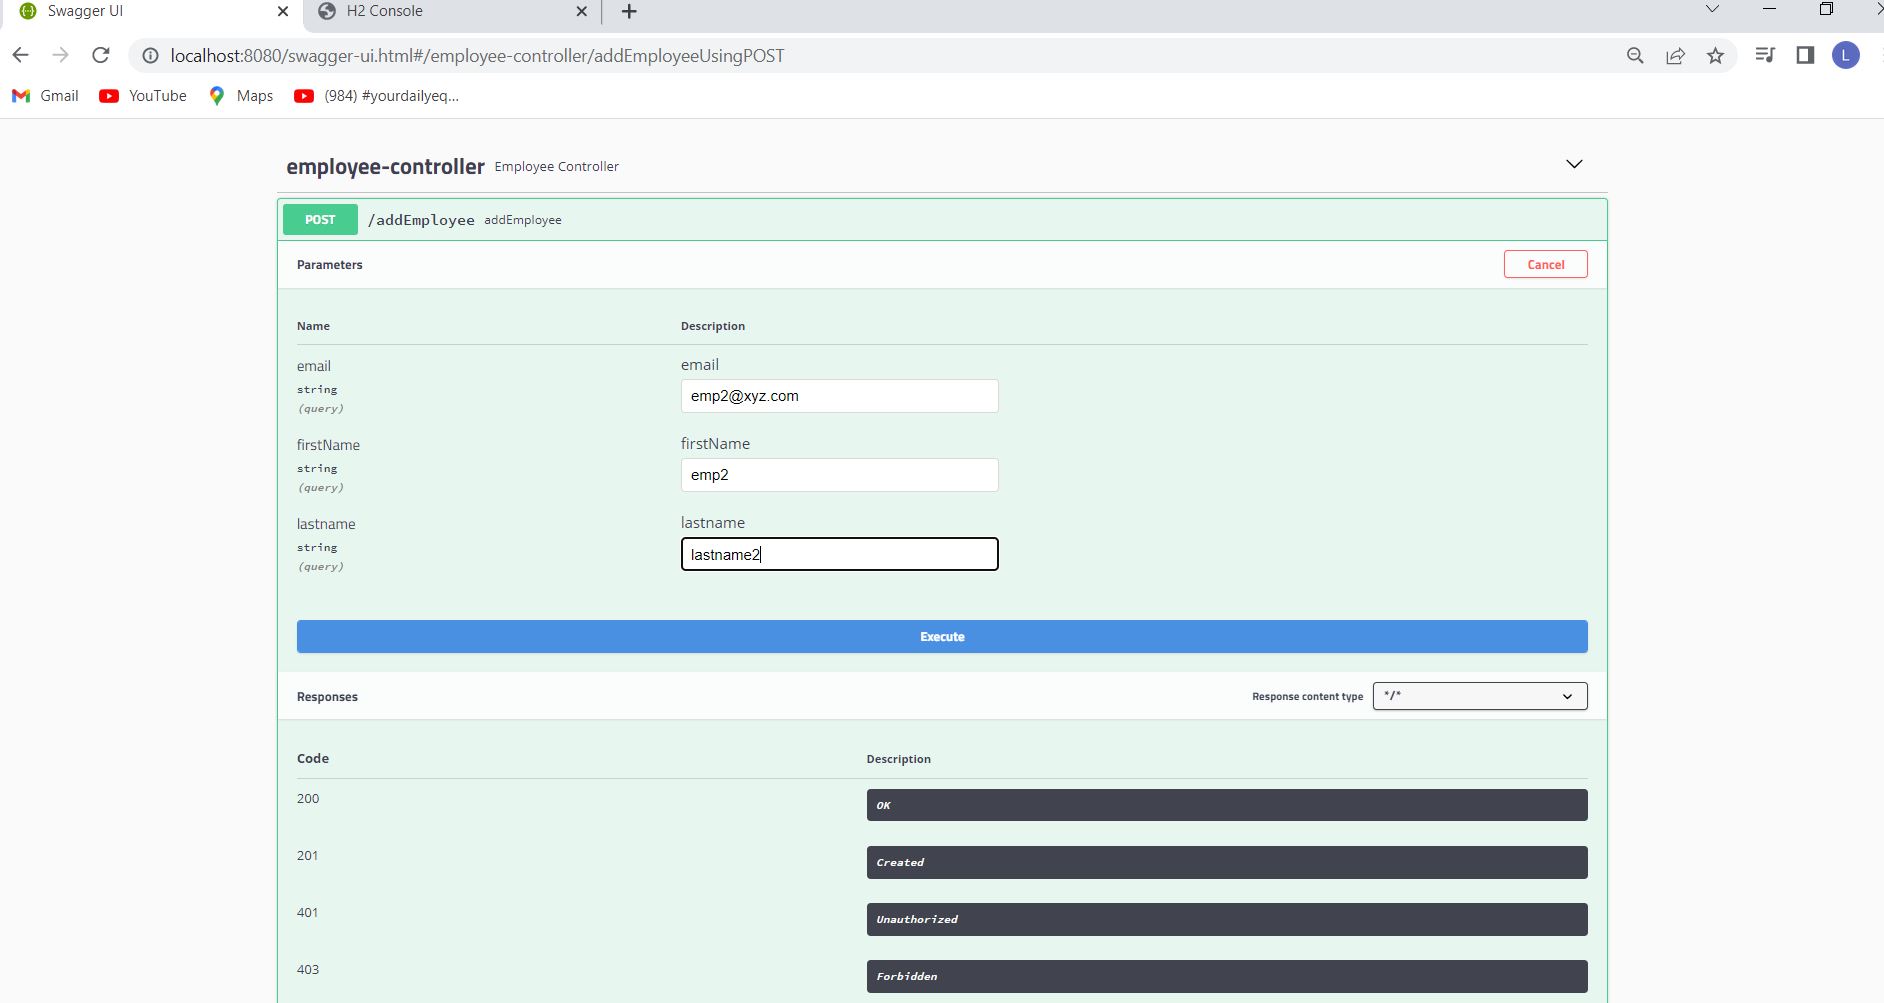 Swagger UI
H2 Console
localhost:8080/swagger-ui.html#/employee-controller/addEmployeeUsingPOST
L
Gmail
YouTube
Maps
(984) #yourdailyeq...
employee-controller Employee Controller
POST /addEmployee addEmployee
Parameters
Cancel
Name Description
email
string
(query)
email
emp2@xyz.com
firstName
string
(query)
firstName
emp2
lastname
string
(query)
lastname
lastname2
Execute
Responses
Response content type */*
Code Description
200 OK
201 Created
401 Unauthorized
403 Forbidden